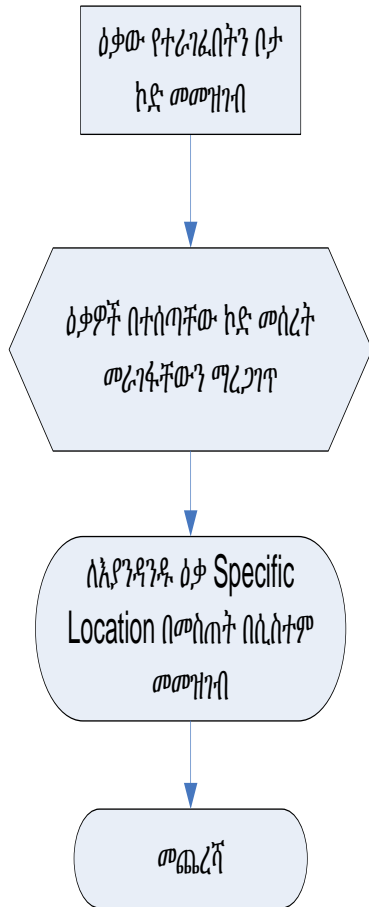 ዕቃው የተራገፈበትን ቦታ
ኮድ መመዝገብ
ዕቃዎች በተሰጣቸው ኮድ መሰረት
መራገፋቸውን ማረጋገጥ
ለእያንዳንዱ ዕቃ Specific
Location በመስጠት በሲስተም
መመዝገብ
መጨረሻ